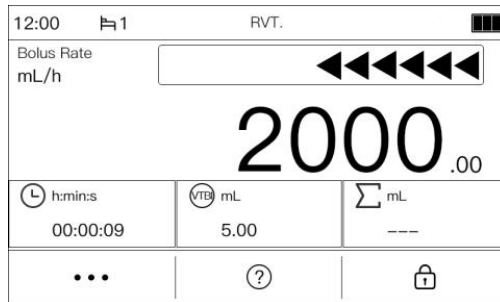 12:00 1 RVT.
Bolus Rate
mL/h
2000.00
h:min:s VTBI mL mL
00:00:09 5.00 ---
?